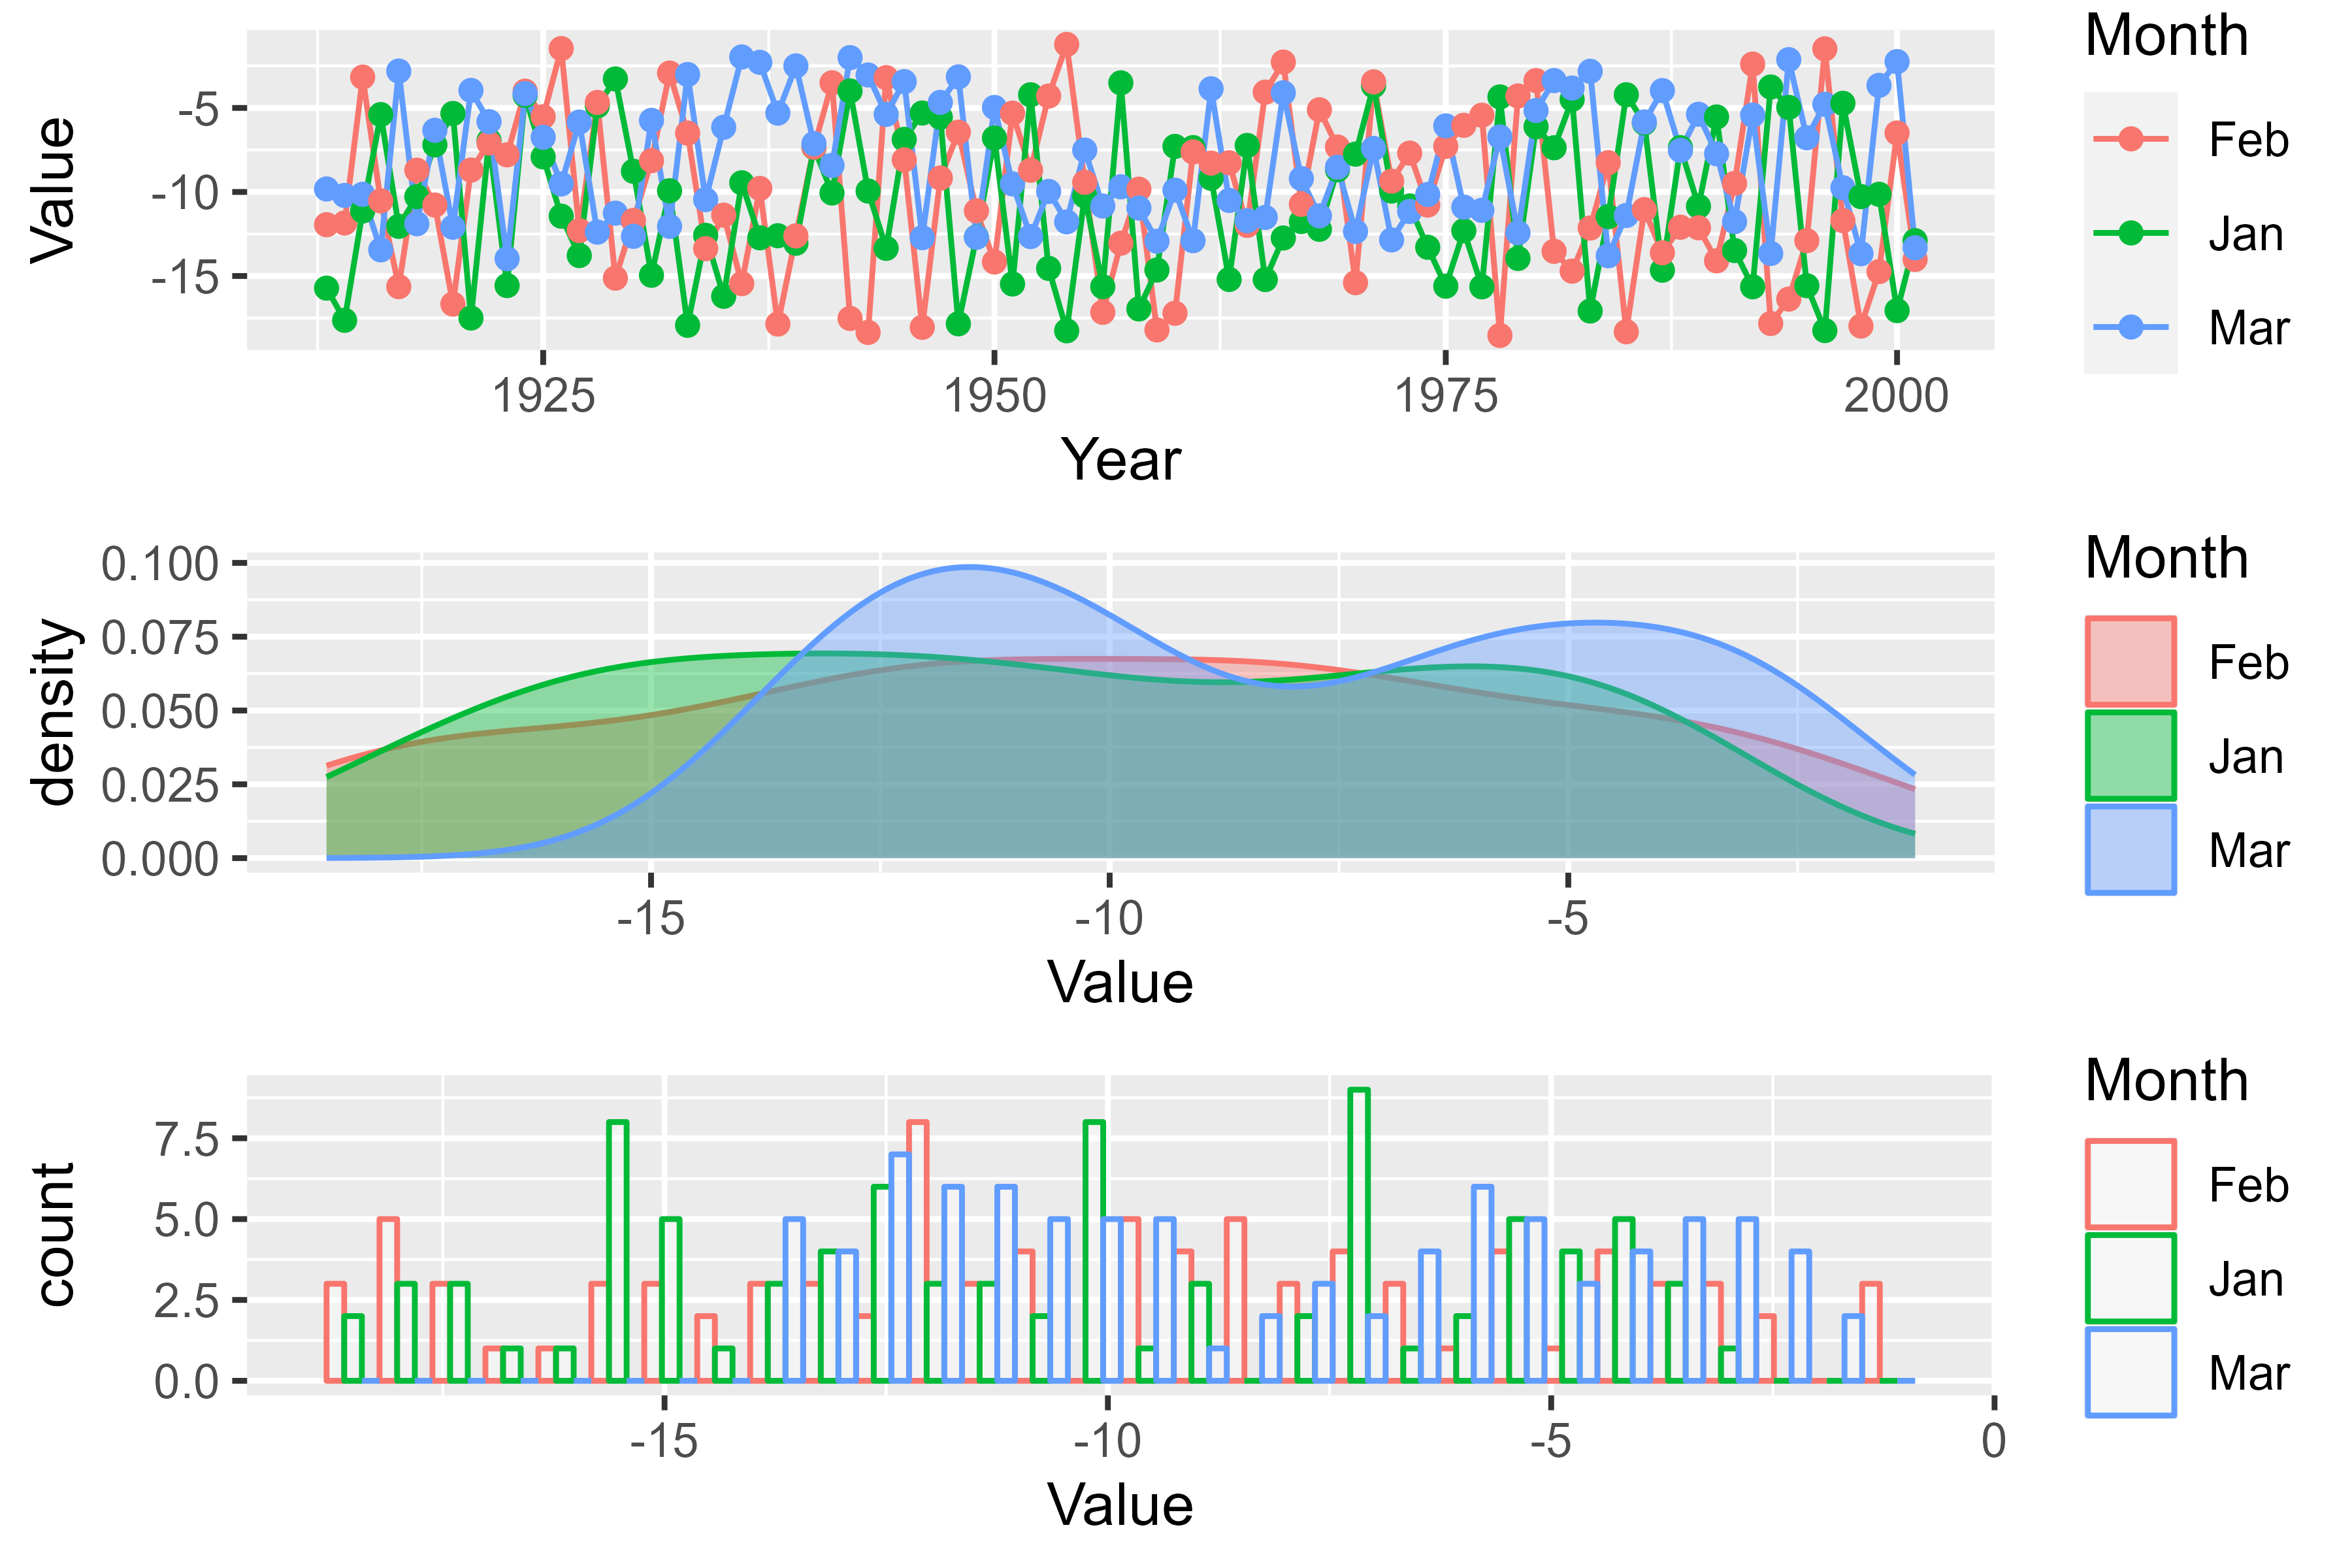 Month
Value
-5
-10
-15
Feb
Jan
Mar
1925 1950 1975 2000
Year
Month
density
0.100
0.075
0.050
0.025
0.000
Feb
Jan
Mar
-15 -10 -5
Value
Month
count
7.5
5.0
2.5
0.0
Feb
Jan
Mar
-15 -10 -5 0
Value